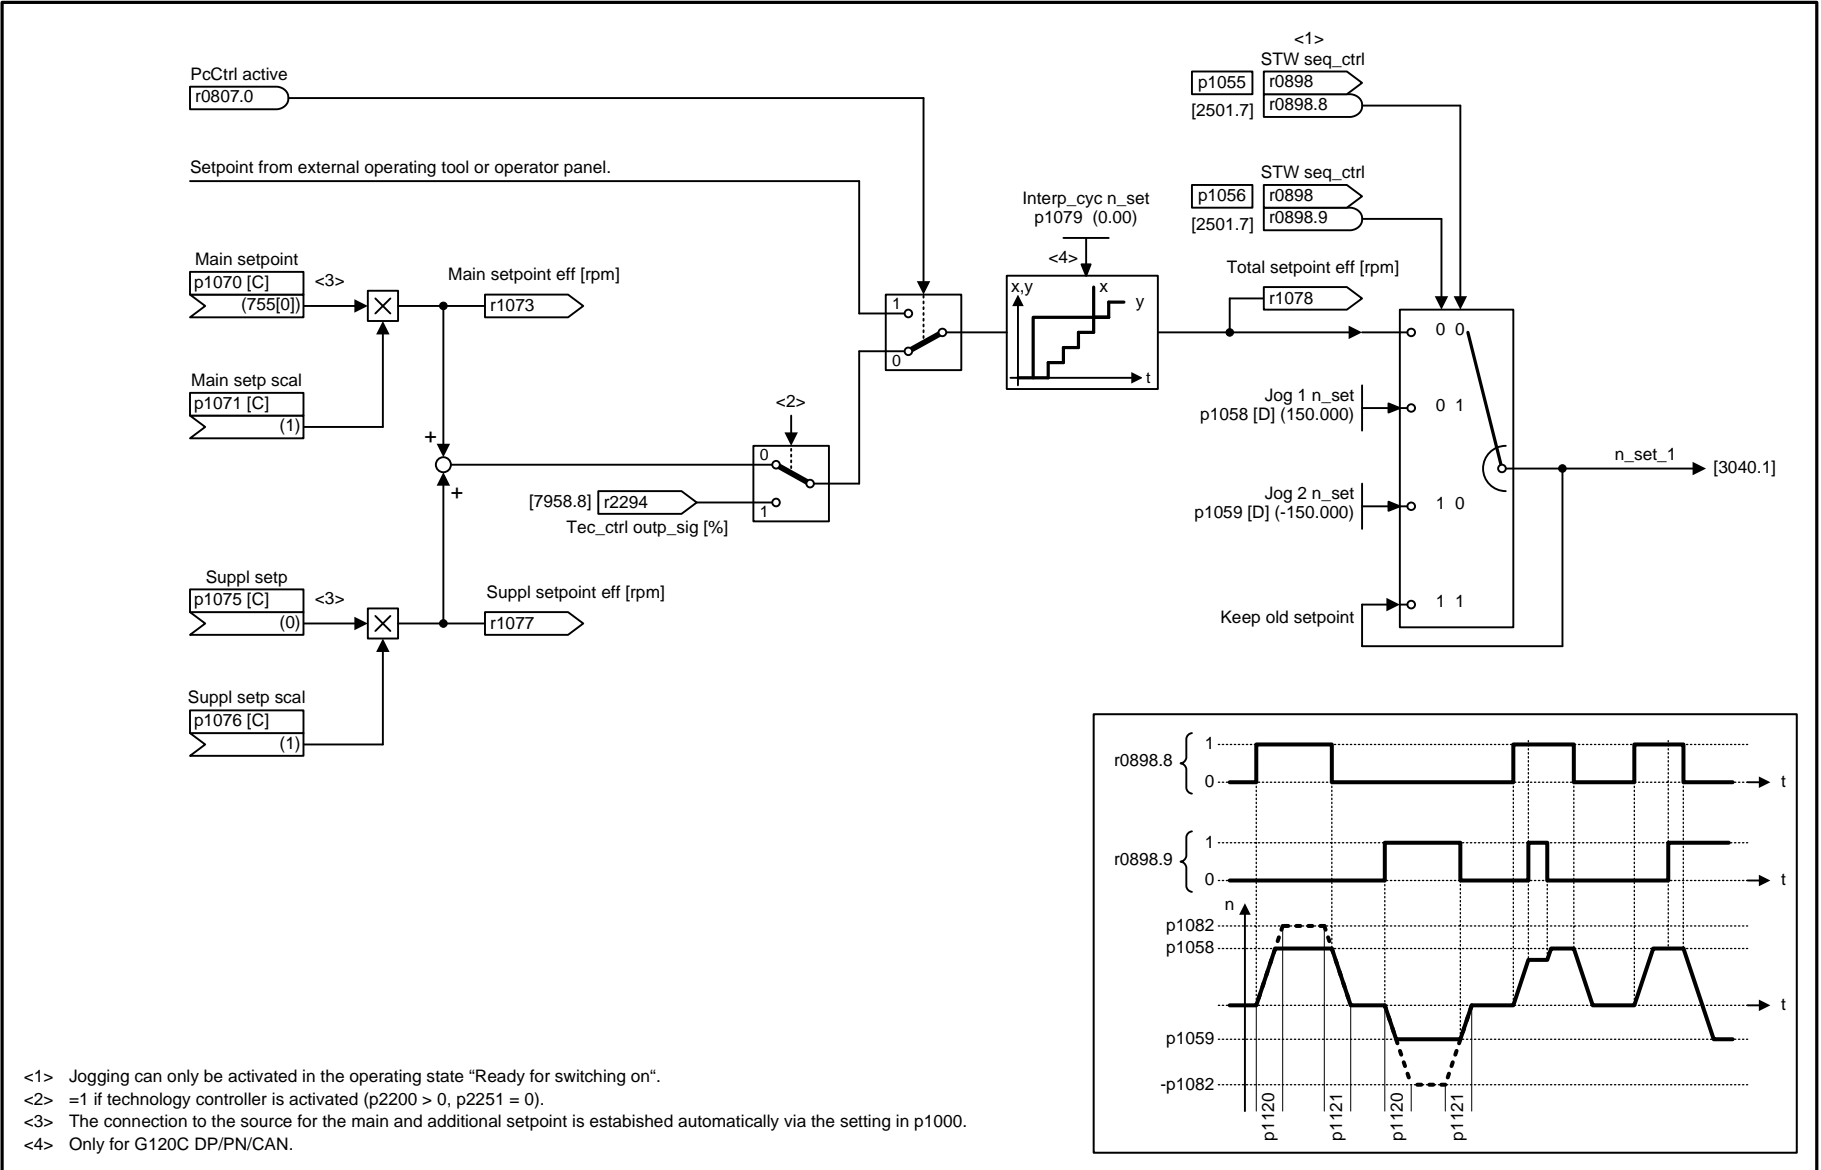 <1>
STW seq_ctrl
p1055
r0898
[2501.7]
r0898.8
PcCtrl active
r0807.0
Setpoint from external operating tool or operator panel.
STW seq_ctrl
p1056
r0898
[2501.7]
r0898.9
Interp_cyc n_set
p1079 (0.00)
<4>
Main setpoint
p1070 [C]
<3>
(755[0])
Main setpoint eff [rpm]
r1073
Total setpoint eff [rpm]
r1078
1
0
x,y
x
y
t
0 0
Main setp scal
p1071 [C]
(1)
<2>
Jog 1 n_set
p1058 [D] (150.000)
0 1
+
+
0
1
[7958.8]
r2294
Tec_ctrl outp_sig [%]
n_set_1
[3040.1]
Jog 2 n_set
p1059 [D] (-150.000)
1 0
Suppl setp
p1075 [C]
<3>
(0)
Suppl setpoint eff [rpm]
r1077
Keep old setpoint
1 1
Suppl setp scal
p1076 [C]
(1)
r0898.8
1
0
t
r0898.9
1
0
t
n
p1082
p1058
t
p1059
-p1082
p1120
p1121
p1120
p1121
<1> Jogging can only be activated in the operating state “Ready for switching on“.
<2> =1 if technology controller is activated (p2200 > 0, p2251 = 0).
<3> The connection to the source for the main and additional setpoint is estabished automatically via the setting in p1000.
<4> Only for G120C DP/PN/CAN.